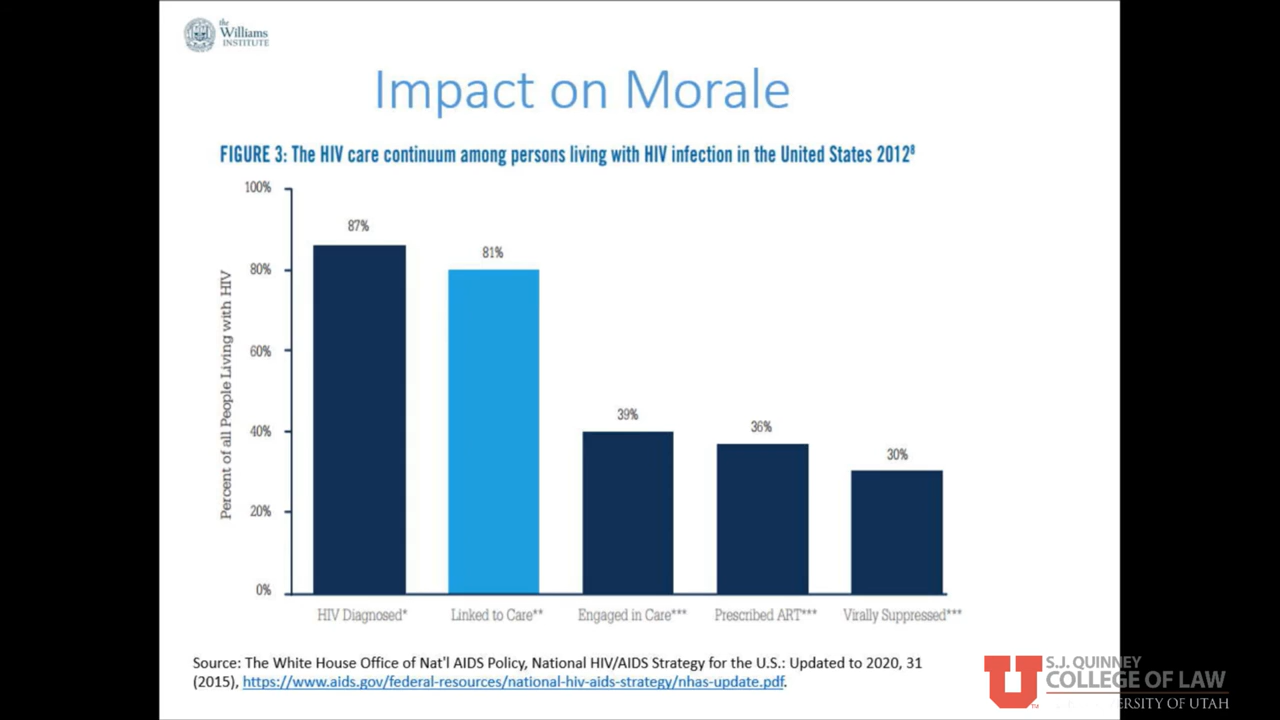 the
Williams
INSTITUTE
Impact on Morale
FIGURE 3: The HIV care continuum among persons living with HIV infection in the United States 2012⁸
Percent of all People Living with HIV
100%
80%
60%
40%
20%
0%
87%
81%
39%
36%
30%
HIV Diagnosed*
Linked to Care**
Engaged in Care***
Prescribed ART***
Virally Suppressed***
Source: The White House Office of Nat'l AIDS Policy, National HIV/AIDS Strategy for the U.S.: Updated to 2020, 31
(2015), https://www.aids.gov/federal-resources/national-hiv-aids-strategy/nhas-update.pdf.
S.J. QUINNEY
COLLEGE OF LAW
UNIVERSITY OF UTAH